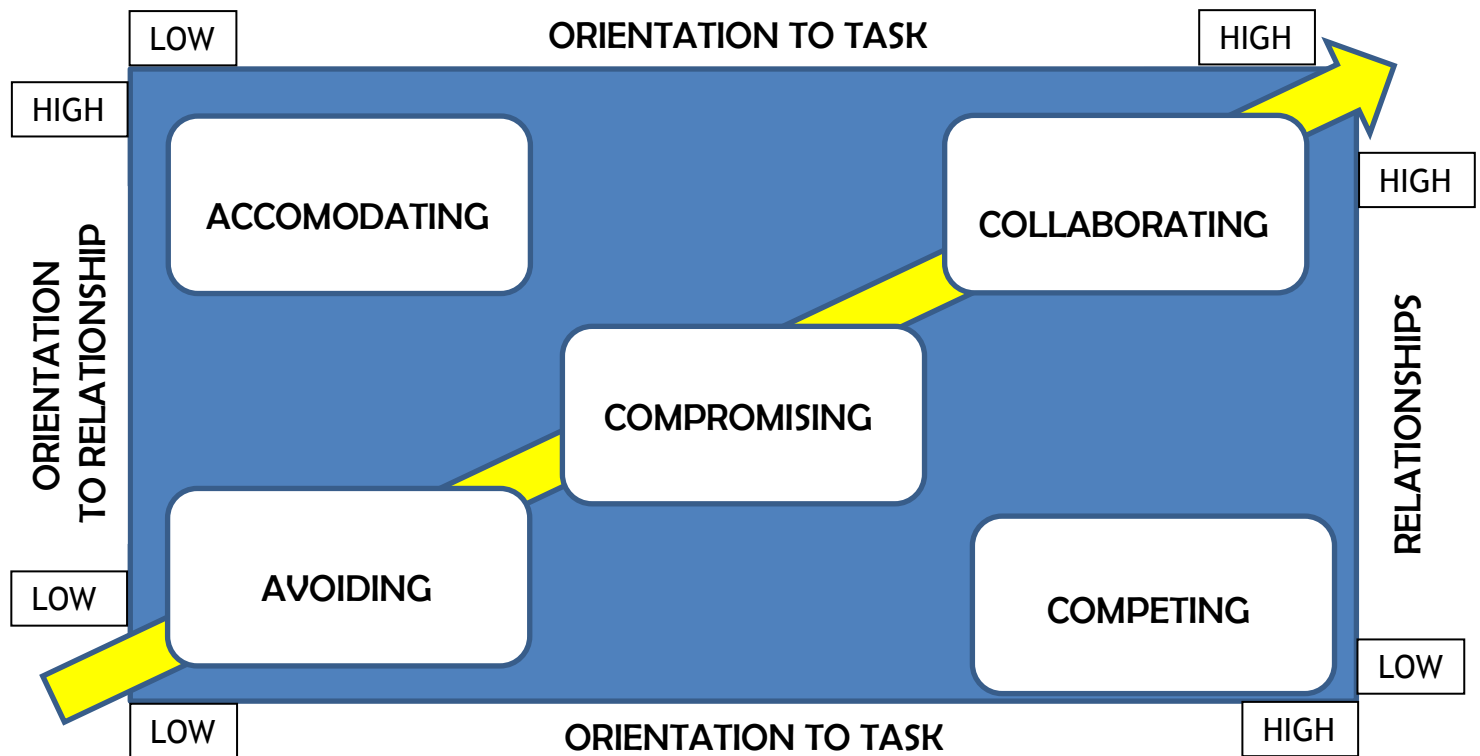 LOW
ORIENTATION TO TASK
HIGH
HIGH
ACCOMODATING
COLLABORATING
HIGH
ORIENTATION
TO RELATIONSHIP
RELATIONSHIPS
COMPROMISING
LOW
AVOIDING
COMPETING
LOW
LOW
ORIENTATION TO TASK
HIGH